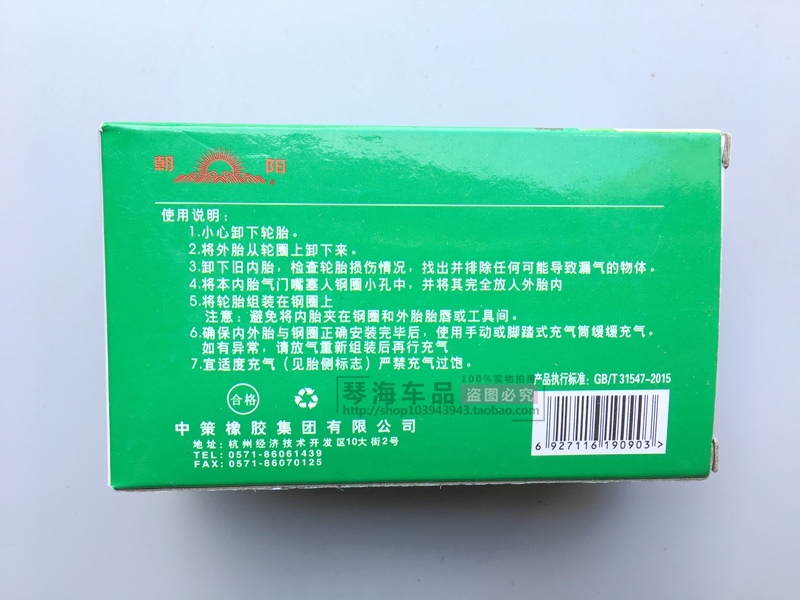 朝 阳
使用说明：
1.小心卸下轮胎。
2.将外胎从轮圈上卸下来。
3.卸下旧内胎，检查轮胎损伤情况，找出并排除任何可能导致漏气的物体。
4.将本内胎气门嘴塞人钢圈小孔中，并将其完全放人外胎内
5.将轮胎组装在钢圈上
注意：避免将内胎夹在钢圈和外胎胎唇或工具间。
6.确保内外胎与钢圈正确安装完毕后，使用手动或脚踏式充气筒缓缓充气。
如有异常，请放气重新组装后再行充气
7.宜适度充气（见胎侧标志）严禁充气过饱。
100%实物拍摄
产品执行标准：GB/T 31547-2015
合格
琴海车品 盗图必究
http://shop103943943.taobao.com
中策橡胶集团有限公司
地址：杭州经济技术开发区10大街2号
TEL：0571-86061439
FAX：0571-86070125
6 927116 190903 >